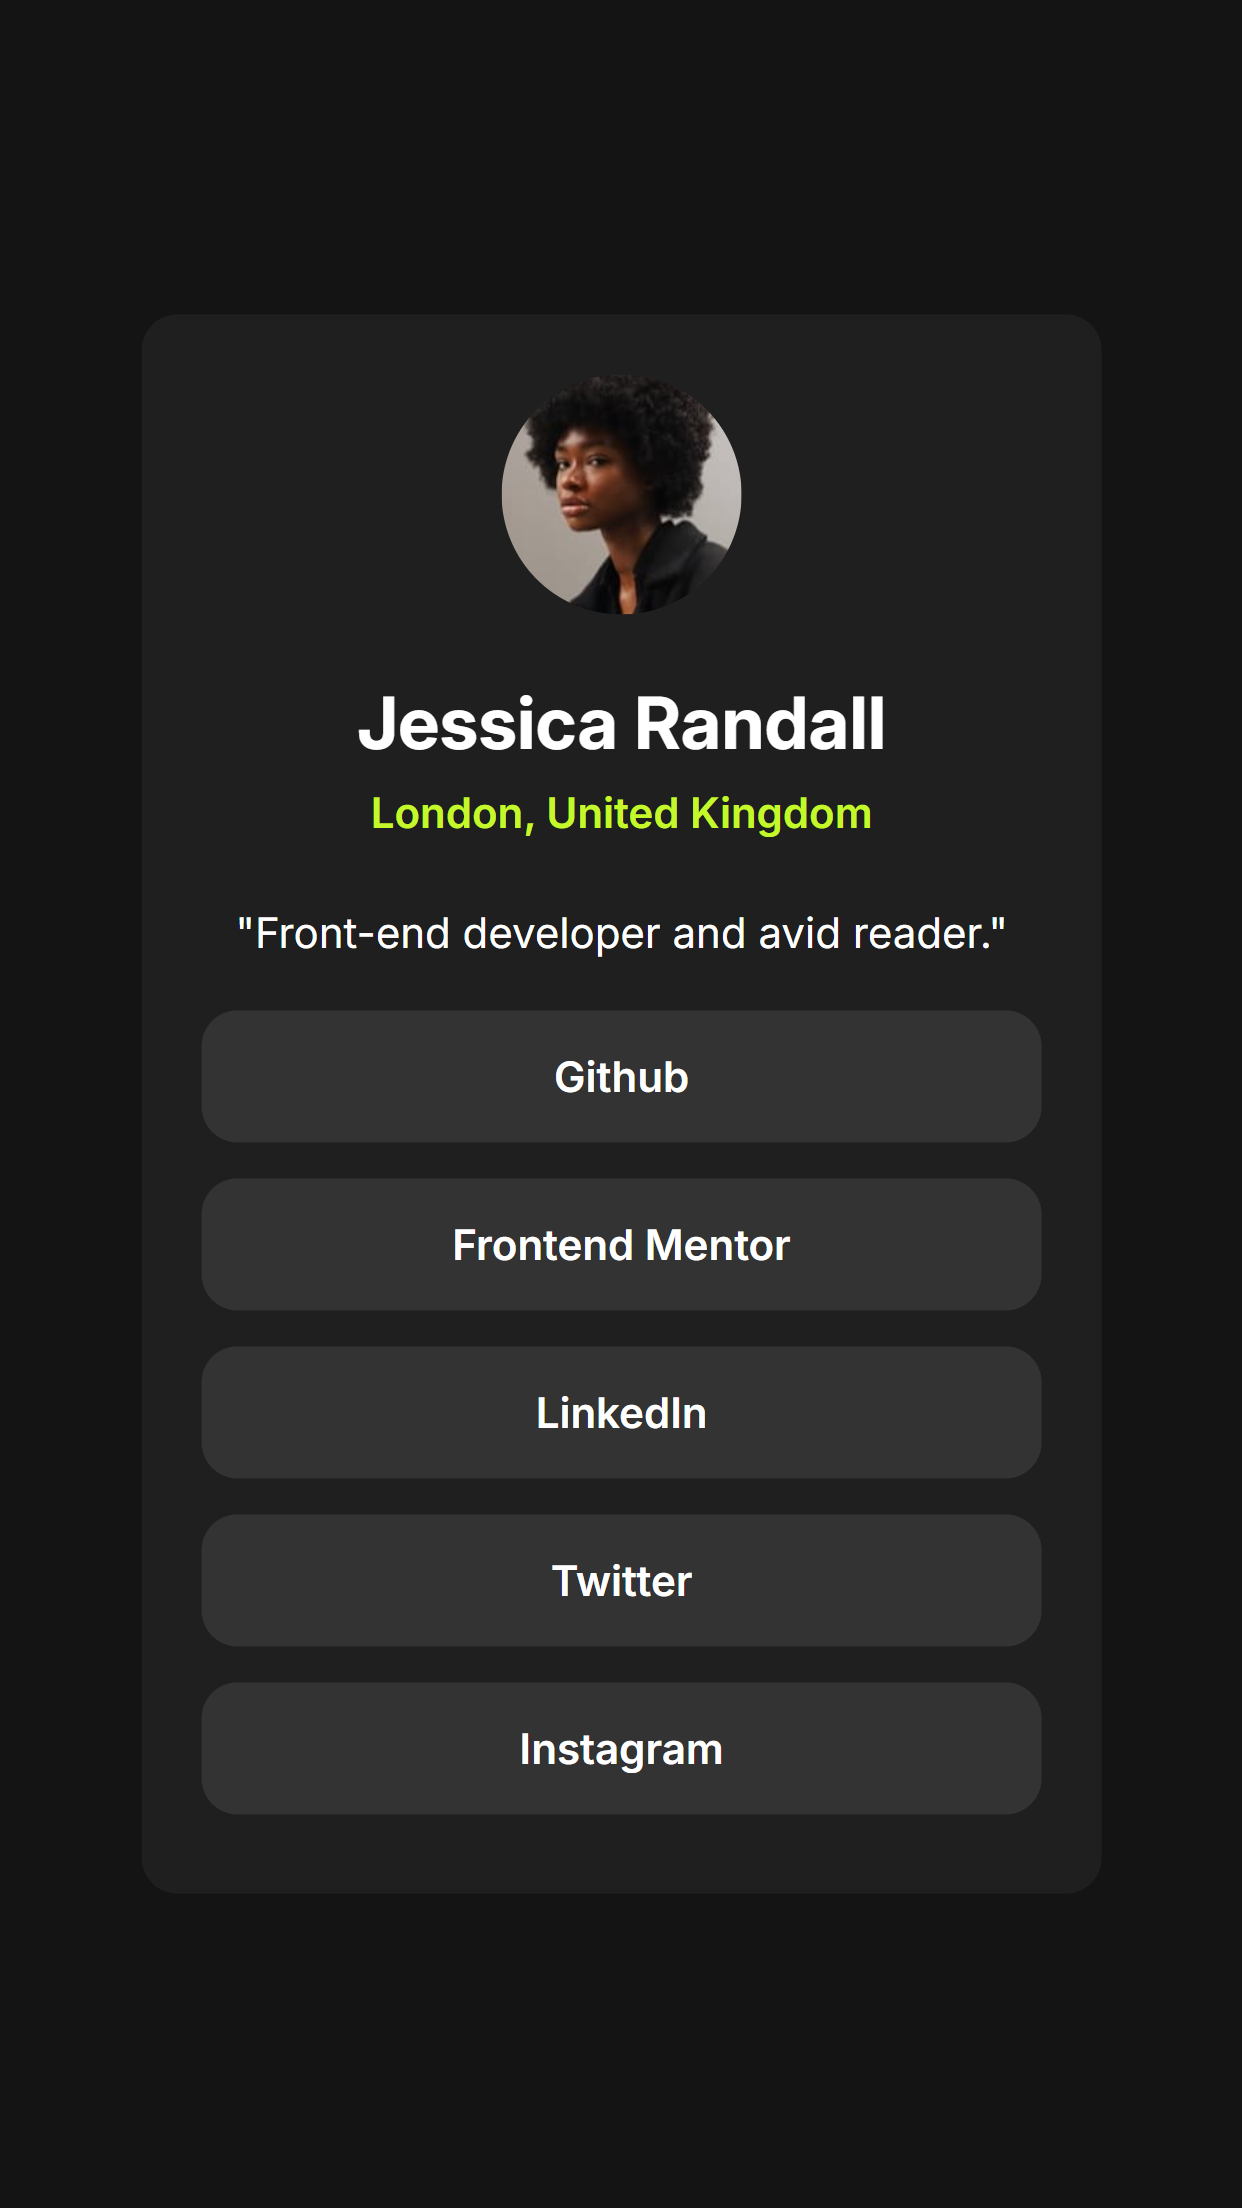 Jessica Randall
London, United Kingdom
"Front-end developer and avid reader."
Github
Frontend Mentor
LinkedIn
Twitter
Instagram